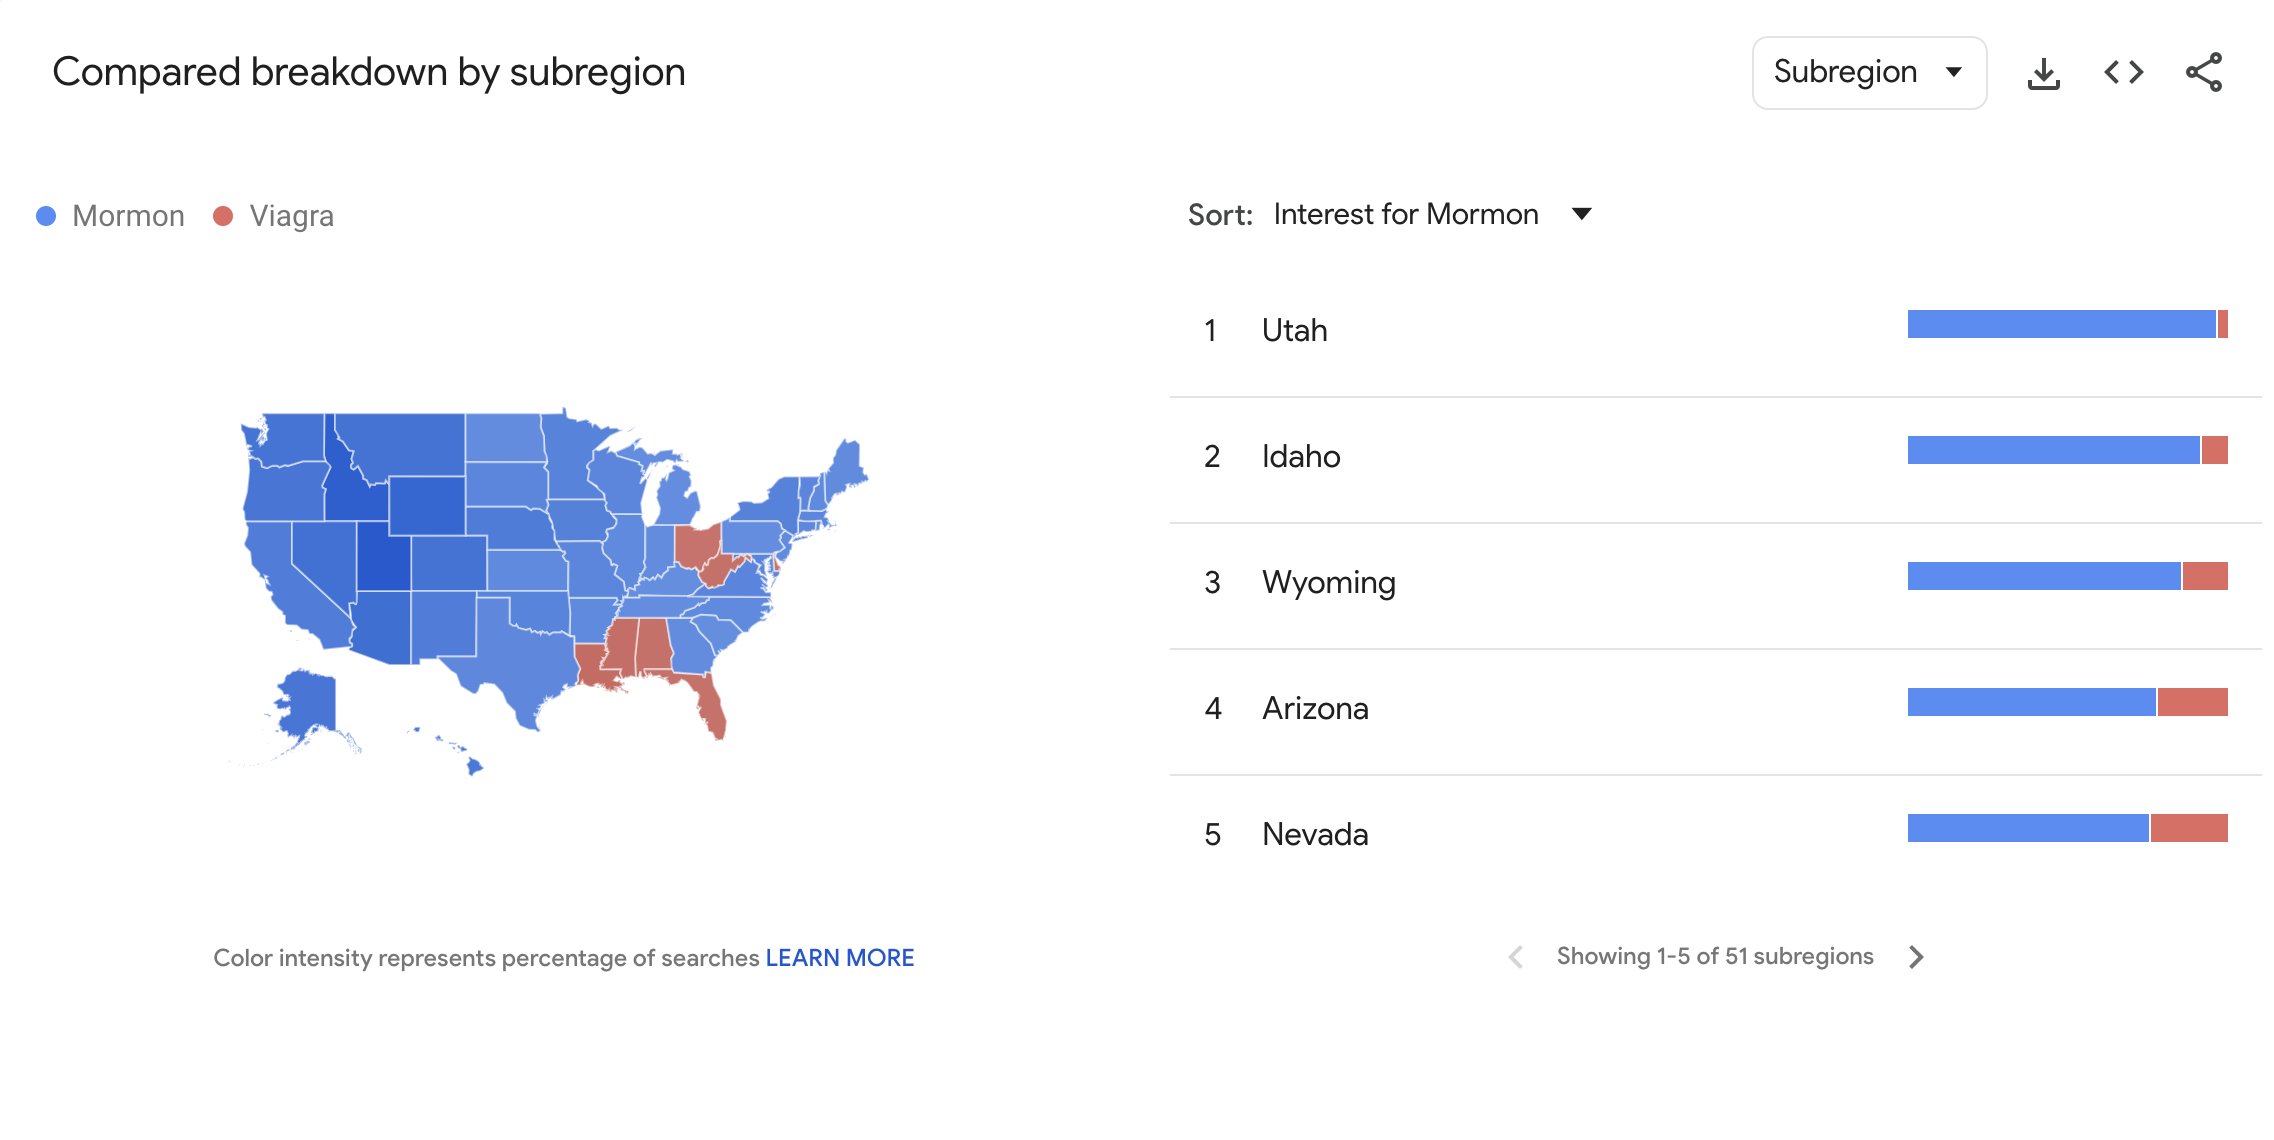 Compared breakdown by subregion
Subregion
Mormon
Viagra
Sort: Interest for Mormon
1 Utah
2 Idaho
3 Wyoming
4 Arizona
5 Nevada
Color intensity represents percentage of searches LEARN MORE
Showing 1-5 of 51 subregions